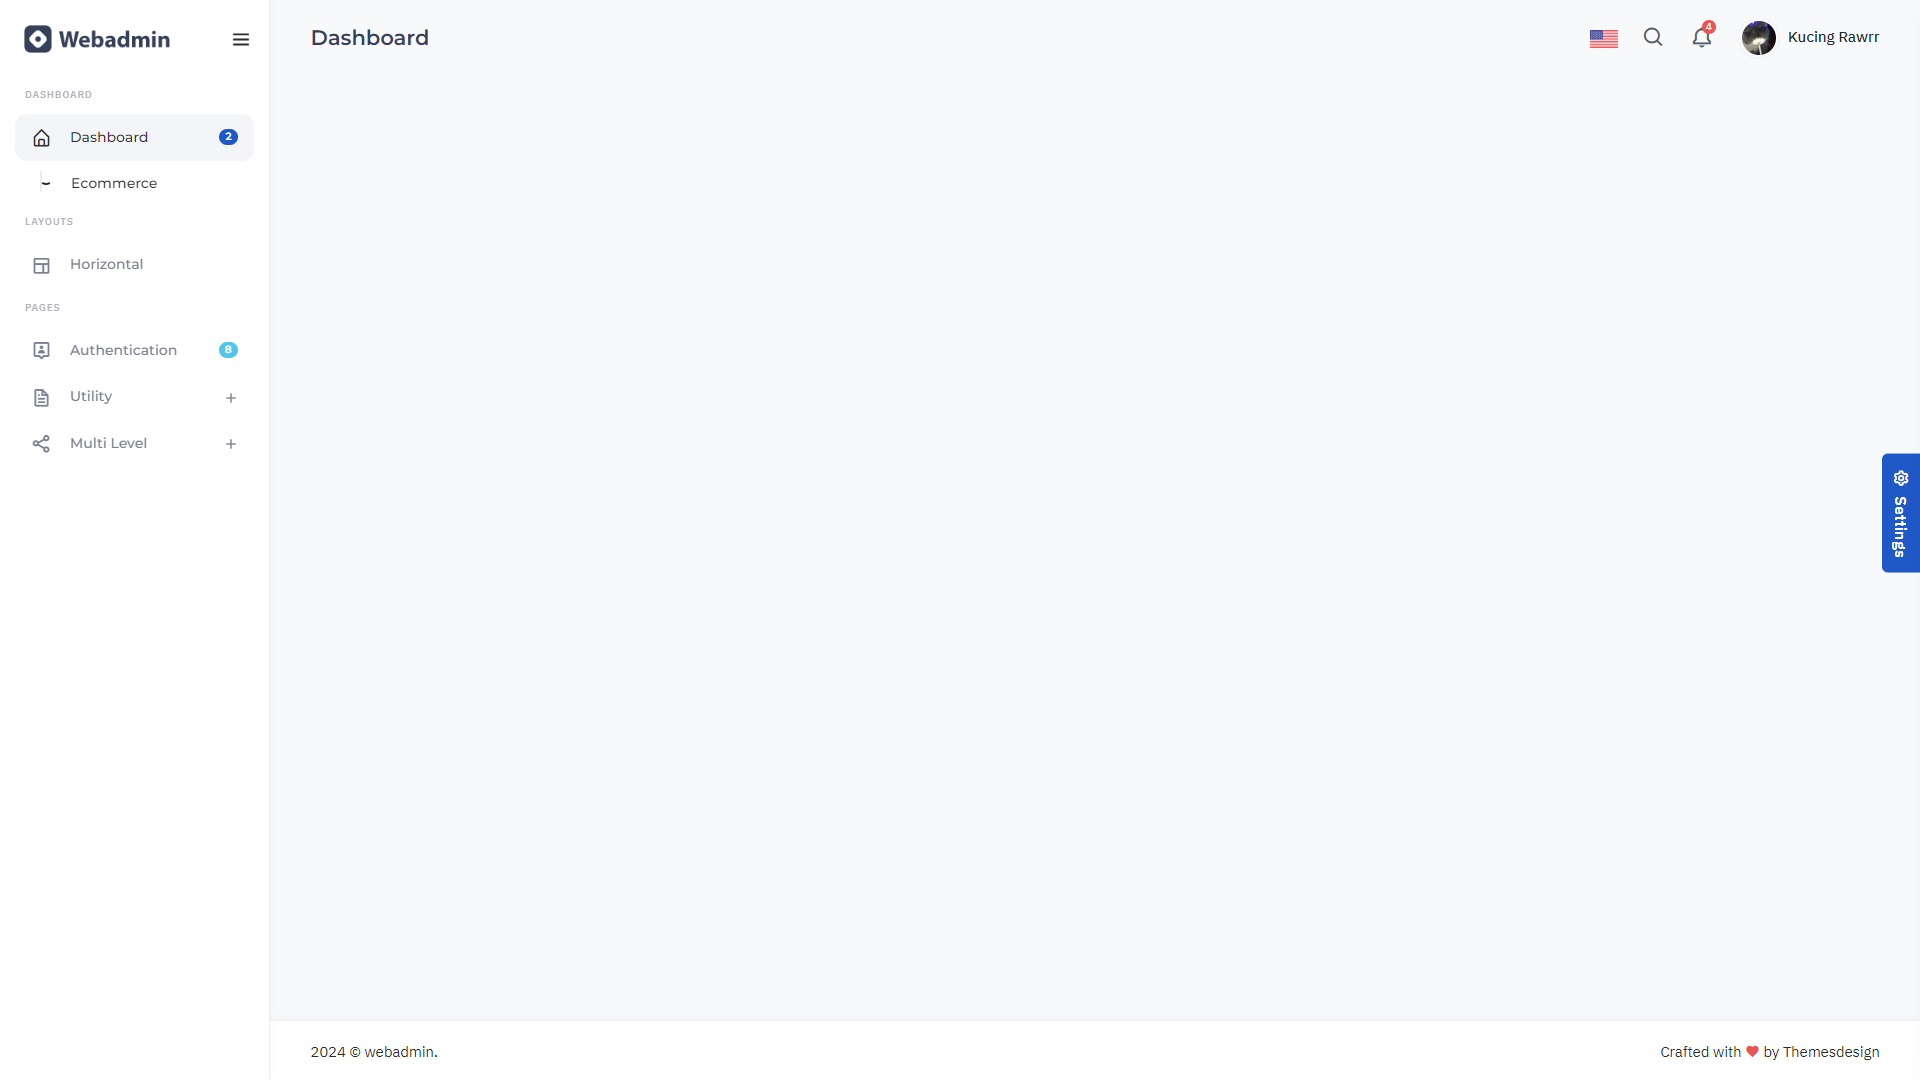 Webadmin
Dashboard
4
Kucing Rawrr
DASHBOARD
Dashboard
2
Ecommerce
LAYOUTS
Horizontal
PAGES
Authentication
8
Utility
Multi Level
Settings
2024 © webadmin.
Crafted with ❤ by Themesdesign